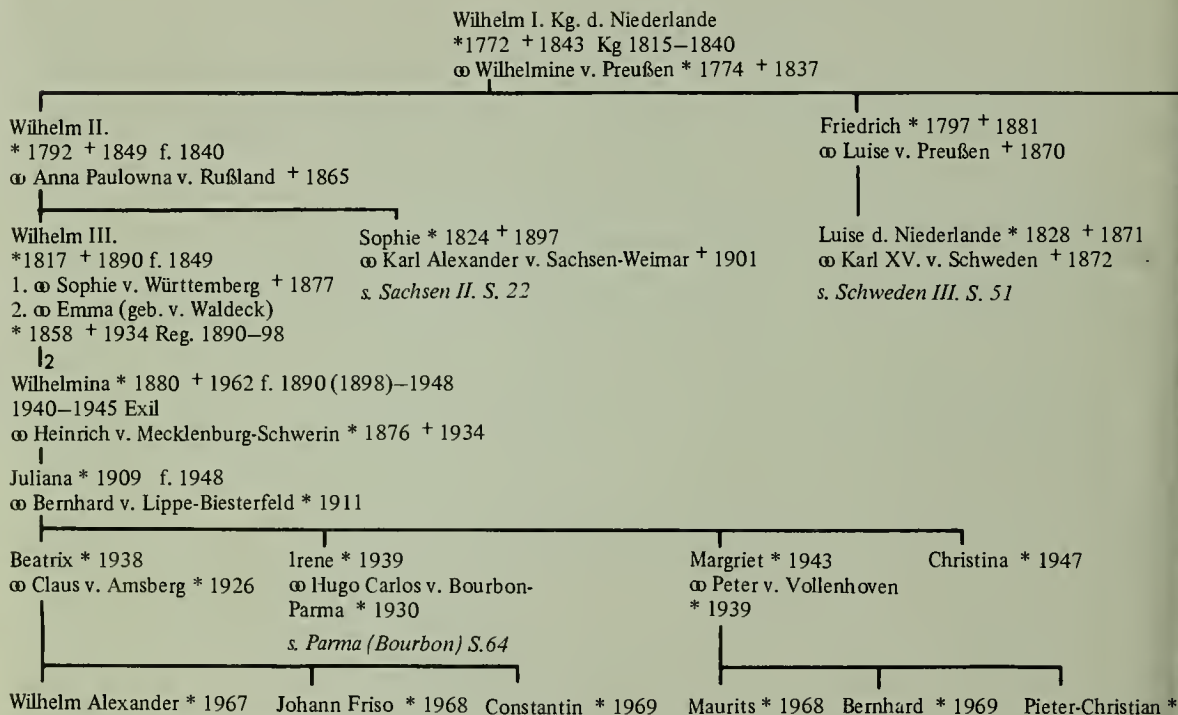 Wilhelm I. Kg. d. Niederlande
*1772 + 1843 Kg 1815–1840
⚭ Wilhelmine v. Preußen * 1774 + 1837
Wilhelm II.
* 1792 + 1849 f. 1840
⚭ Anna Paulowna v. Rußland + 1865
Friedrich * 1797 + 1881
⚭ Luise v. Preußen + 1870
Wilhelm III.
*1817 + 1890 f. 1849
1. ⚭ Sophie v. Württemberg + 1877
2. ⚭ Emma (geb. v. Waldeck)
* 1858 + 1934 Reg. 1890–98
Sophie * 1824 + 1897
⚭ Karl Alexander v. Sachsen-Weimar + 1901
s. Sachsen II. S. 22
Luise d. Niederlande * 1828 + 1871
⚭ Karl XV. v. Schweden + 1872
s. Schweden III. S. 51
2
Wilhelmina * 1880 + 1962 f. 1890 (1898)–1948
1940–1945 Exil
⚭ Heinrich v. Mecklenburg-Schwerin * 1876 + 1934
Juliana * 1909 f. 1948
⚭ Bernhard v. Lippe-Biesterfeld * 1911
Beatrix * 1938
⚭ Claus v. Amsberg * 1926
Irene * 1939
⚭ Hugo Carlos v. Bourbon-
Parma * 1930
s. Parma (Bourbon) S.64
Margriet * 1943
⚭ Peter v. Vollenhoven
* 1939
Christina * 1947
Wilhelm Alexander * 1967
Johann Friso * 1968
Constantin * 1969
Maurits * 1968
Bernhard * 1969
Pieter-Christian *